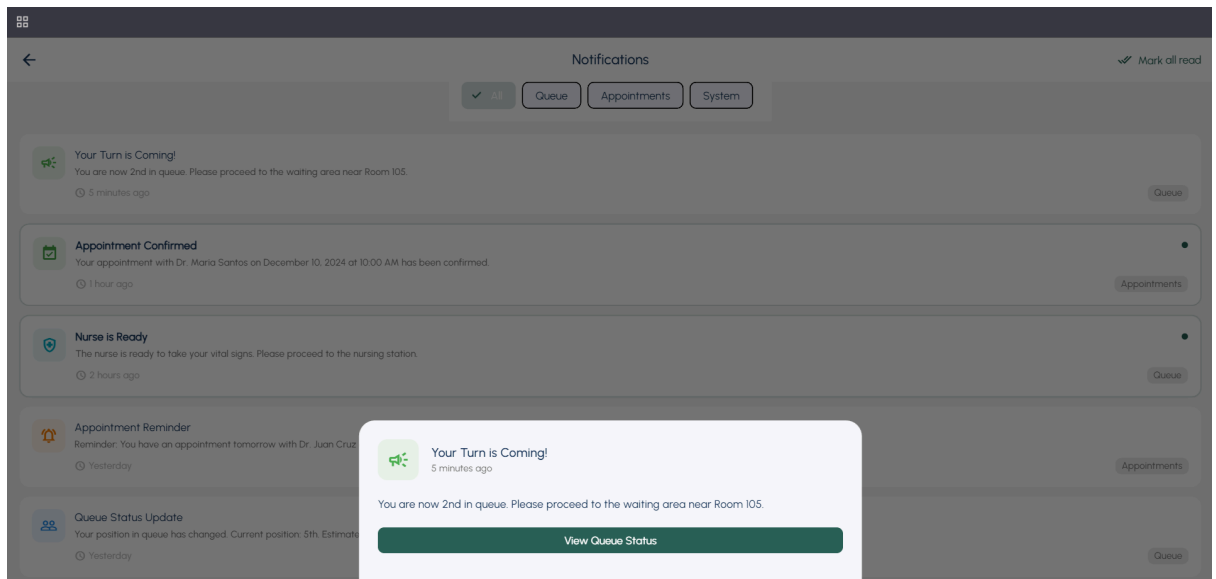 Notifications
Mark all read
All
Queue
Appointments
System
Your Turn is Coming!
You are now 2nd in queue. Please proceed to the waiting area near Room 105.
5 minutes ago
Queue
Appointment Confirmed
Your appointment with Dr. Maria Santos on December 10, 2024 at 10:00 AM has been confirmed.
1 hour ago
Appointments
Nurse is Ready
The nurse is ready to take your vital signs. Please proceed to the nursing station.
2 hours ago
Queue
Appointment Reminder
Reminder: You have an appointment tomorrow with Dr. Juan Cruz
Yesterday
Appointments
Queue Status Update
Your position in queue has changed. Current position: 5th. Estimate
Yesterday
Queue
Your Turn is Coming!
5 minutes ago
You are now 2nd in queue. Please proceed to the waiting area near Room 105.
View Queue Status